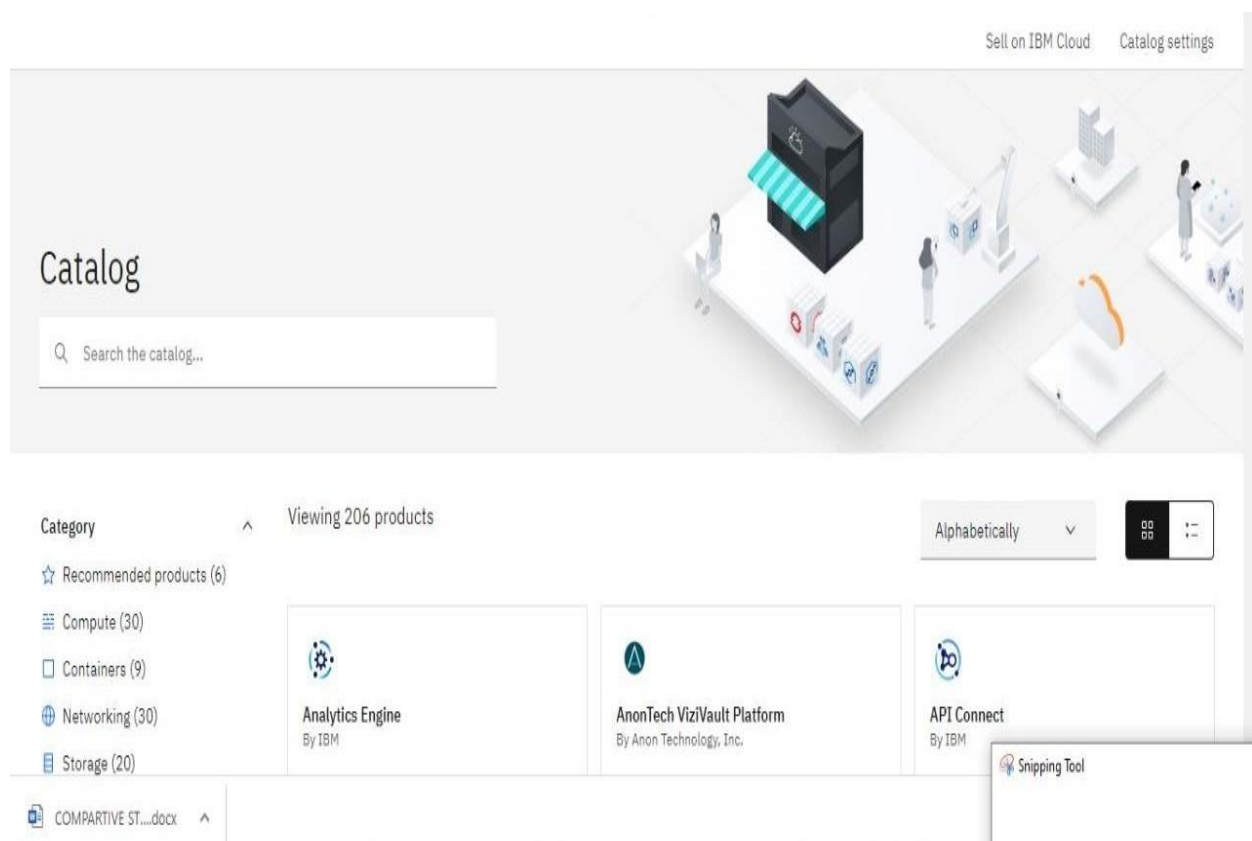 Sell on IBM Cloud Catalog settings
Catalog
Search the catalog...
Category
Viewing 206 products
Alphabetically
Recommended products (6)
Compute (30)
Containers (9)
Networking (30)
Storage (20)
Analytics Engine
By IBM
AnonTech ViziVault Platform
By Anon Technology, Inc.
API Connect
By IBM
Snipping Tool
COMPARTIVE ST....docx